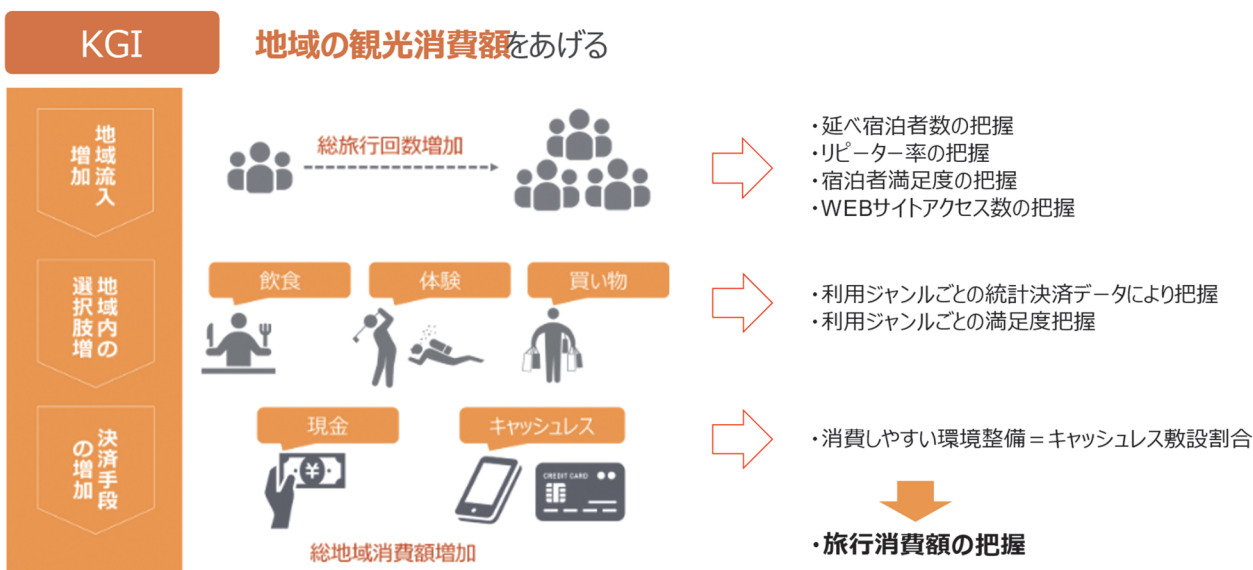 KGI
地域の観光消費額をあげる
地域流入
増加
総旅行回数増加
・延べ宿泊者数の把握
・リピーター率の把握
・宿泊者満足度の把握
・WEBサイトアクセス数の把握
地域内の
選択肢増
飲食
体験
買い物
・利用ジャンルごとの統計決済データにより把握
・利用ジャンルごとの満足度把握
決済手段
の増加
現金
キャッシュレス
CREDIT CARD
・消費しやすい環境整備＝キャッシュレス敷設割合
総地域消費額増加
・旅行消費額の把握